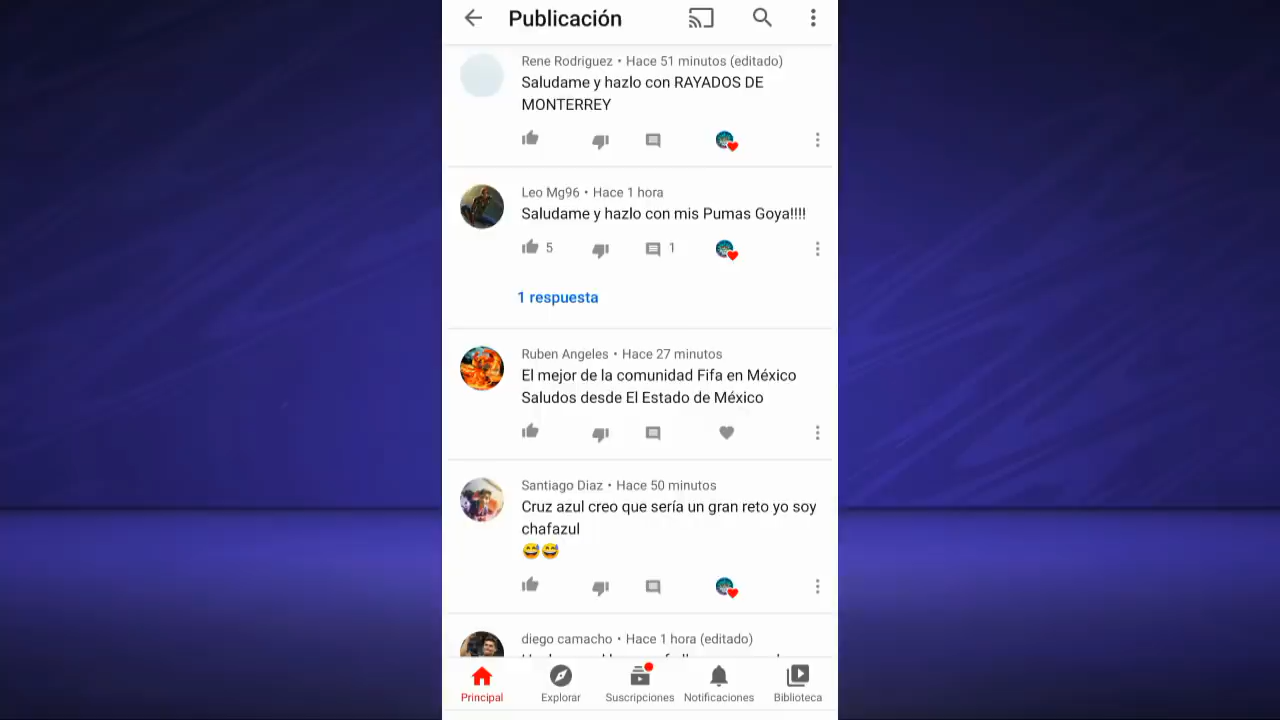 Publicación
Rene Rodriguez • Hace 51 minutos (editado)
Saludame y hazlo con RAYADOS DE
MONTERREY
Leo Mg96 • Hace 1 hora
Saludame y hazlo con mis Pumas Goya!!!!
5
1
1 respuesta
Ruben Angeles • Hace 27 minutos
El mejor de la comunidad Fifa en México
Saludos desde El Estado de México
Santiago Diaz • Hace 50 minutos
Cruz azul creo que sería un gran reto yo soy
chafazul
😅😅
diego camacho • Hace 1 hora (editado)
Principal
Explorar
Suscripciones
Notificaciones
Biblioteca